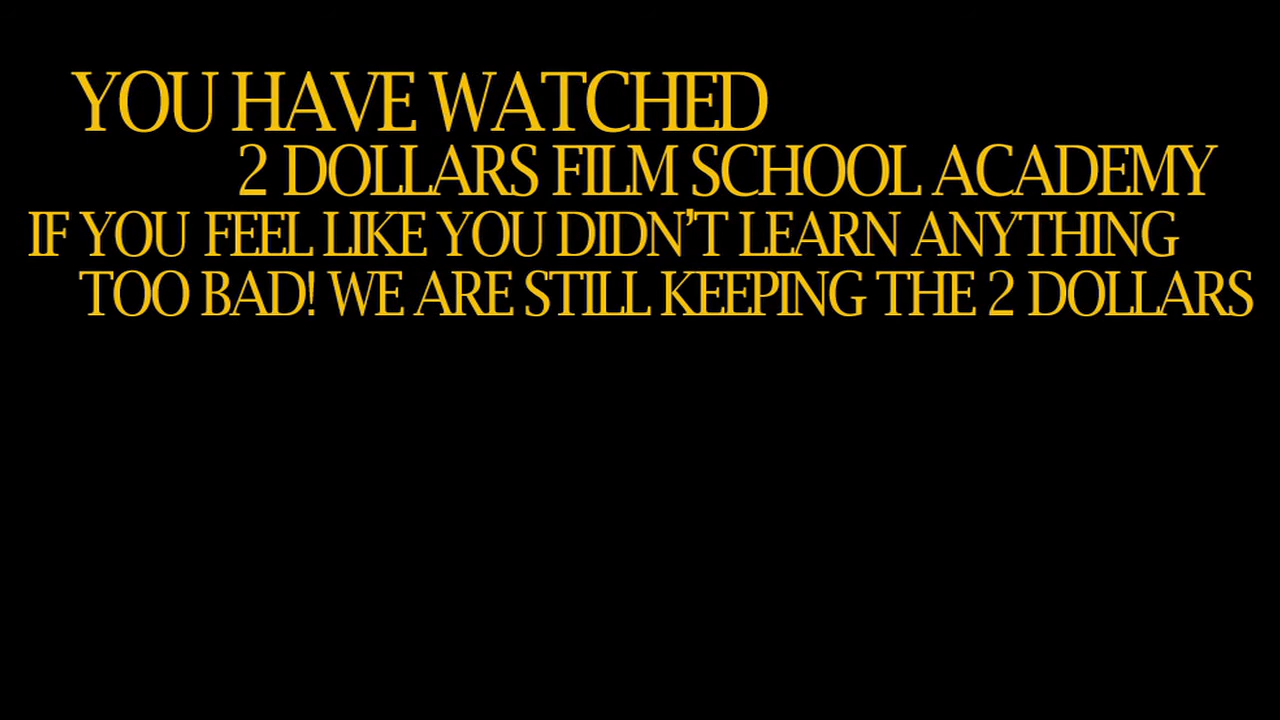 YOU HAVE WATCHED
2 DOLLARS FILM SCHOOL ACADEMY
IF YOU FEEL LIKE YOU DIDN'T LEARN ANYTHING
TOO BAD! WE ARE STILL KEEPING THE 2 DOLLARS